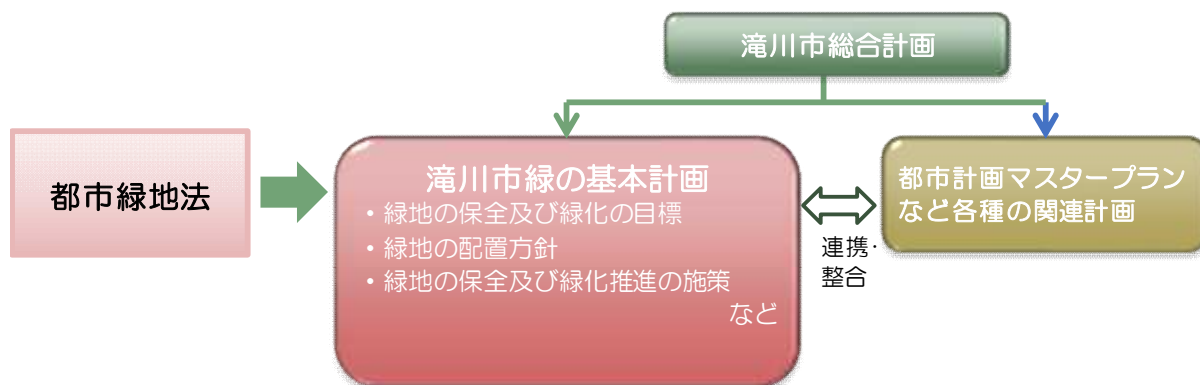 滝川市総合計画
都市緑地法
滝川市緑の基本計画
・緑地の保全及び緑化の目標
・緑地の配置方針
・緑地の保全及び緑化推進の施策
など
連携・
整合
都市計画マスタープラン
など各種の関連計画